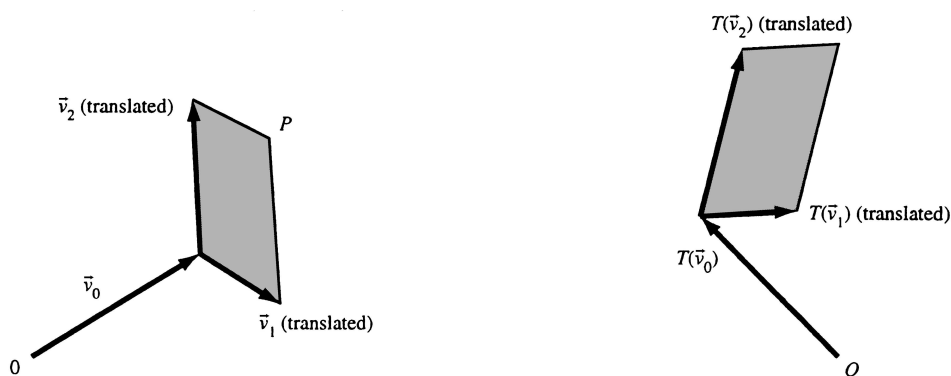 v⃗2 (translated)
P
v⃗0
v⃗1 (translated)
0
T(v⃗2) (translated)
T(v⃗1) (translated)
T(v⃗0)
O